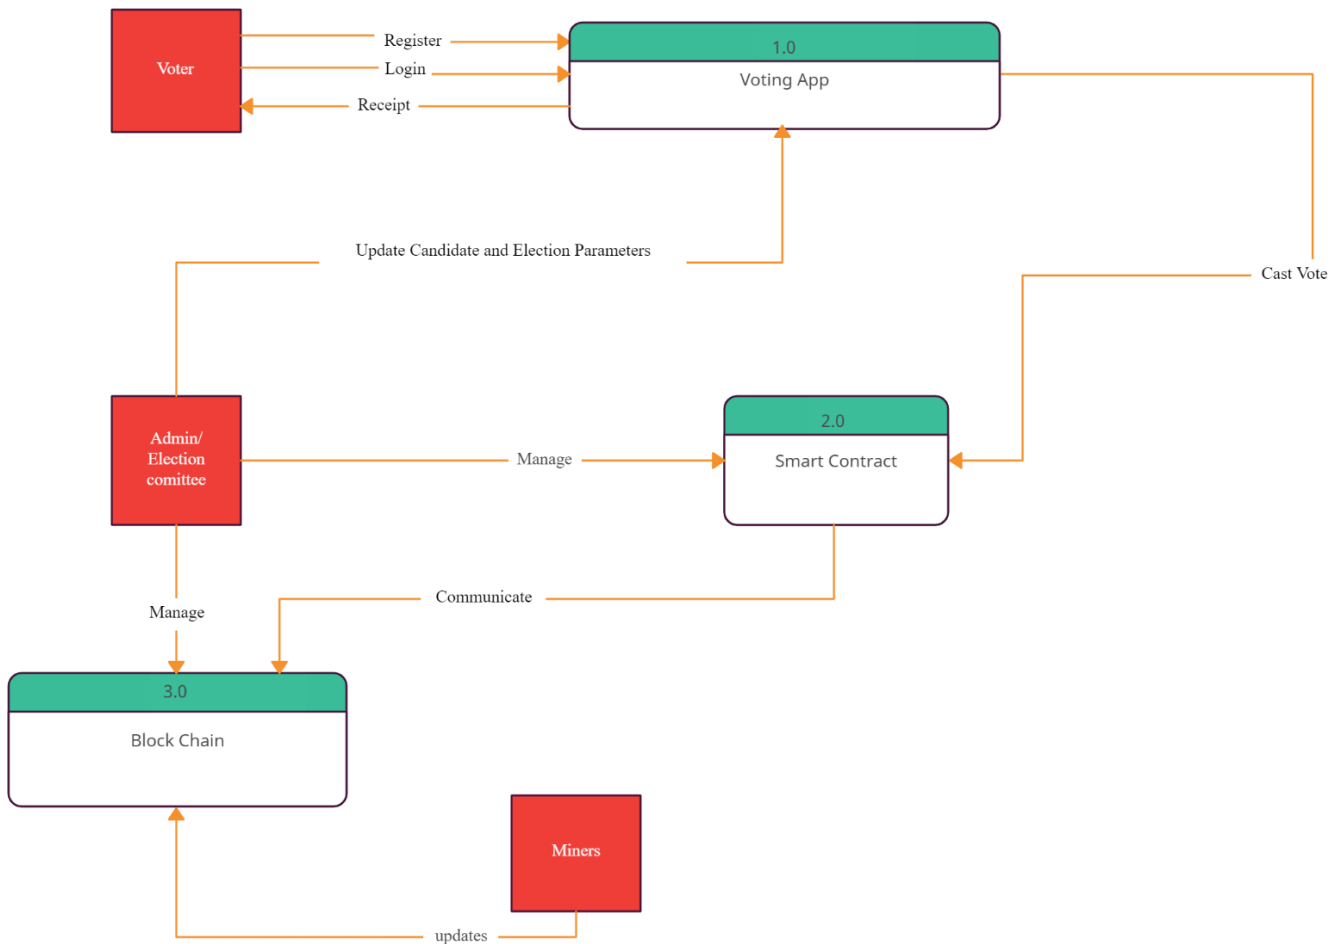 Register
1.0
Voter
Login
Voting App
Receipt
Update Candidate and Election Parameters
Cast Vote
Admin/
Election
comittee
Manage
2.0
Smart Contract
Communicate
Manage
3.0
Block Chain
Miners
updates